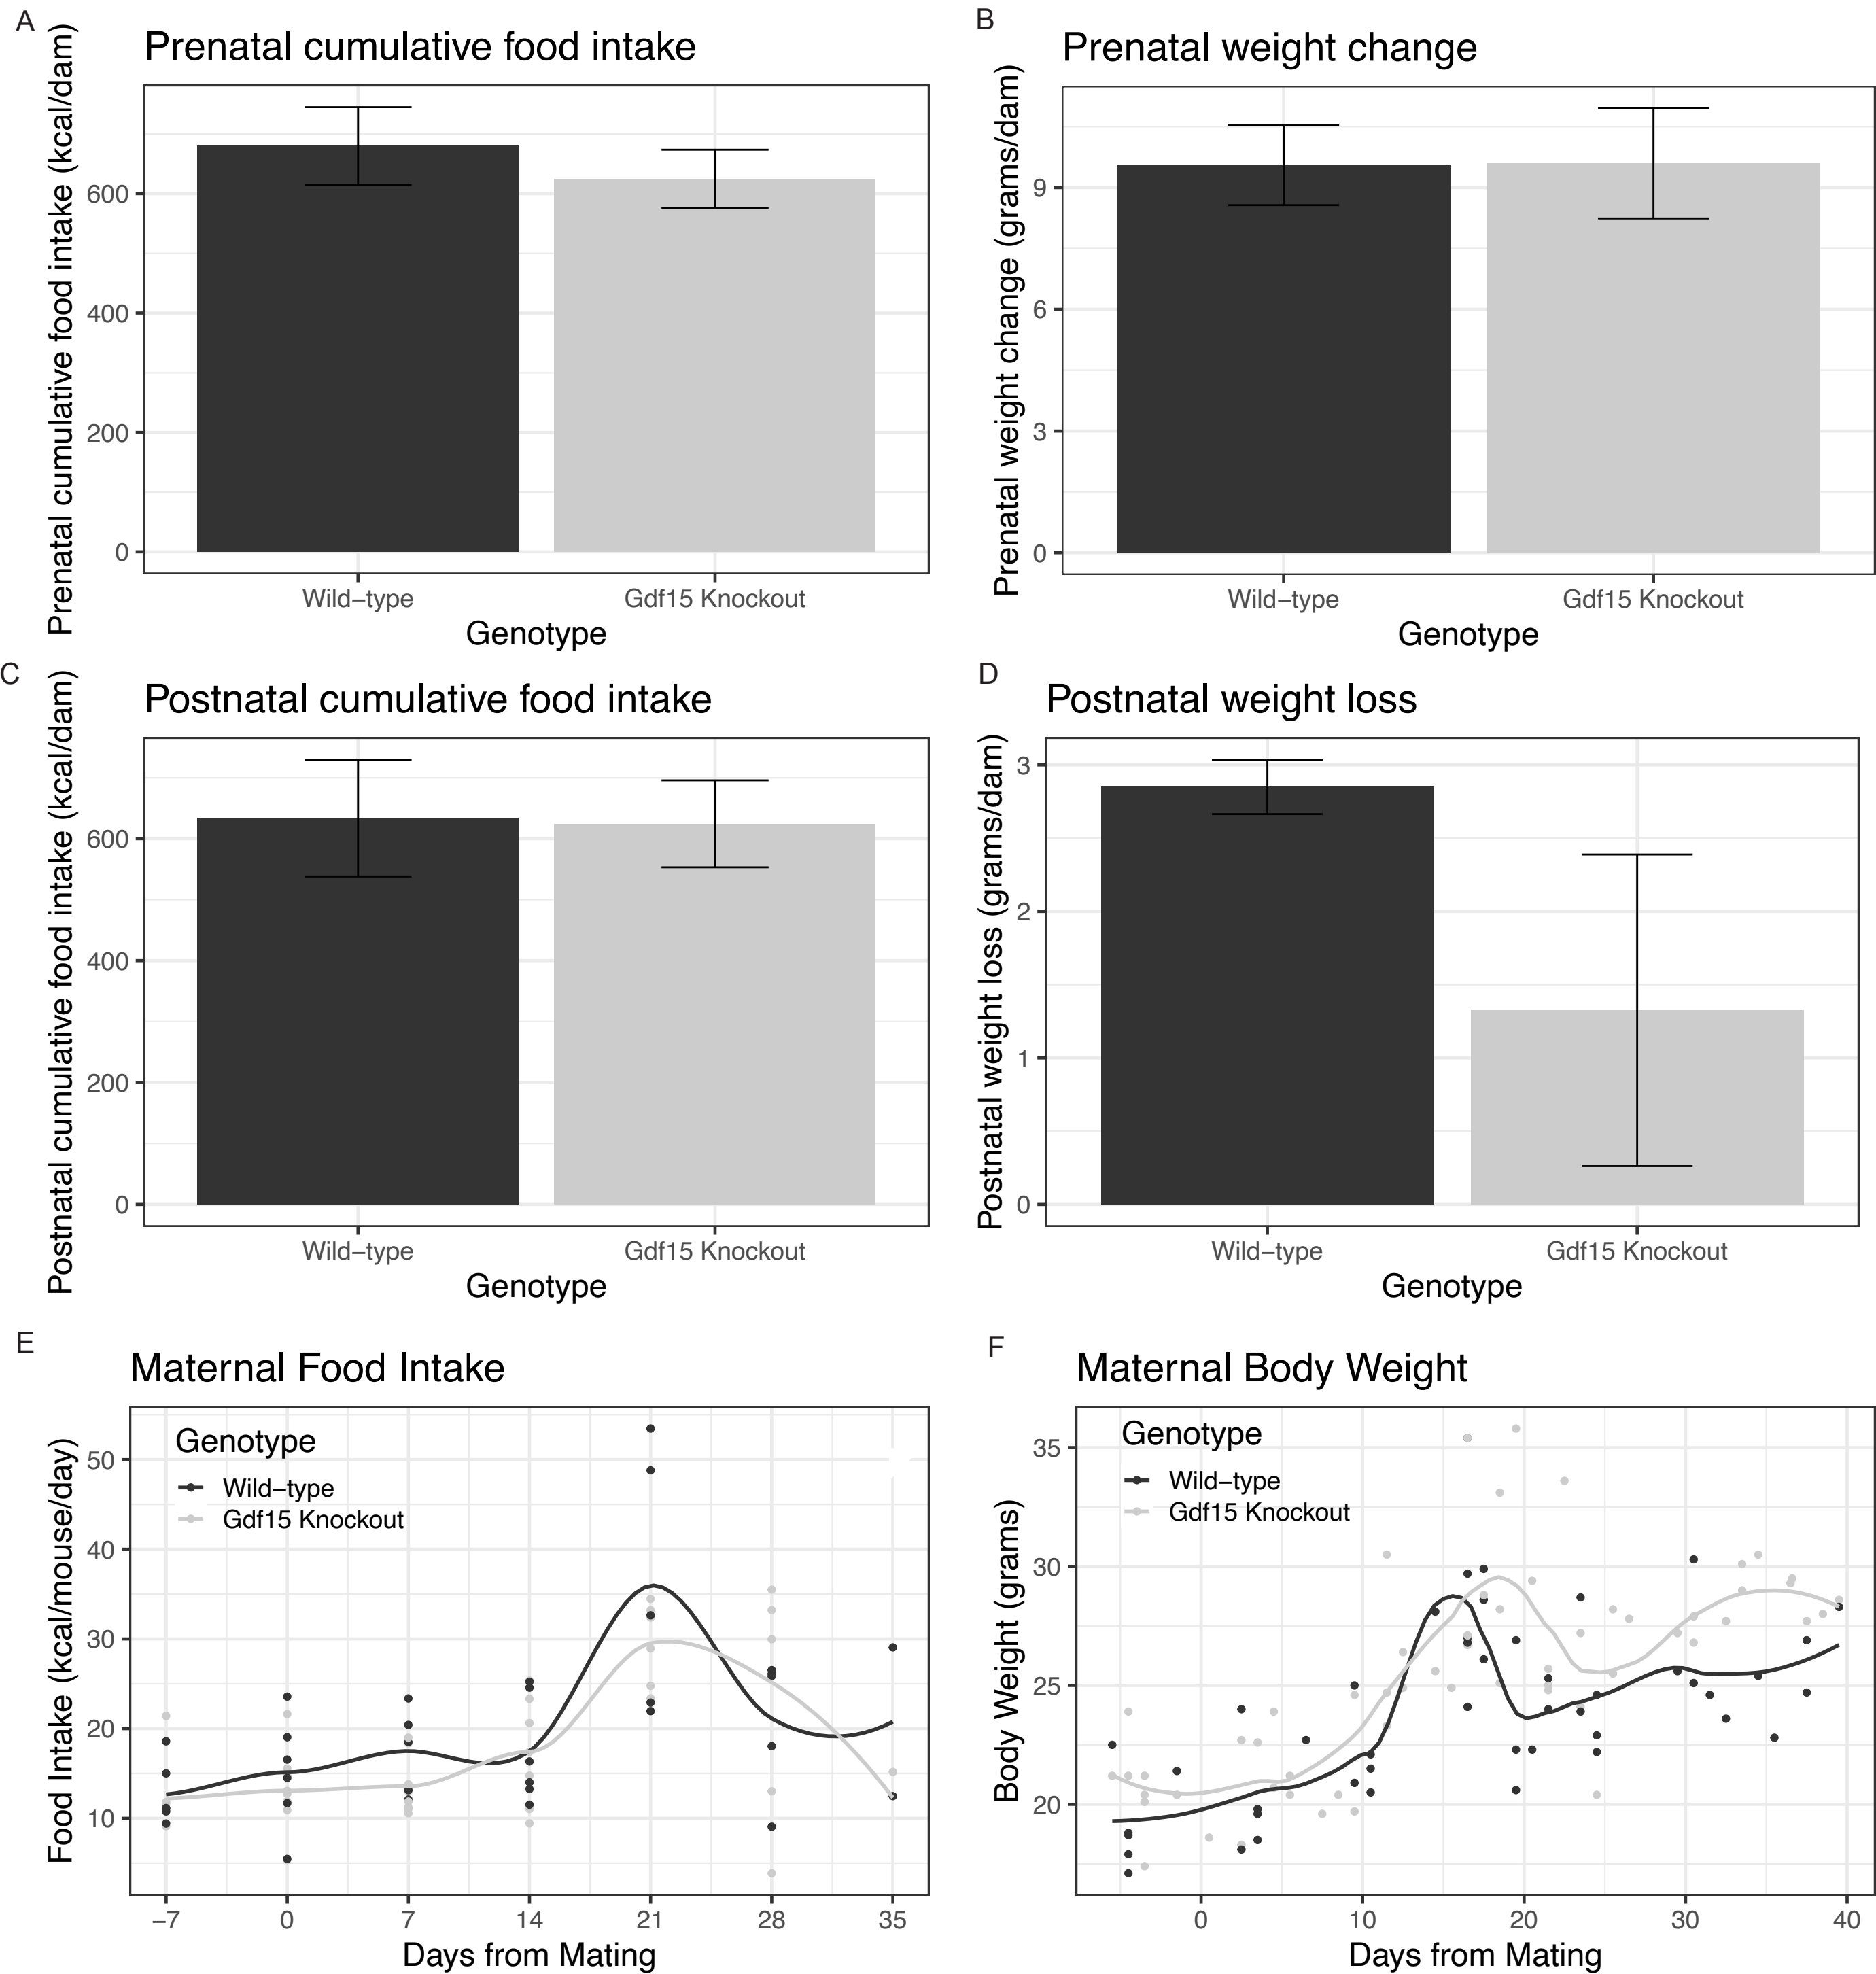 A
Prenatal cumulative food intake
Prenatal cumulative food intake (kcal/dam)
600
400
200
0
Wild−type
Gdf15 Knockout
Genotype
B
Prenatal weight change
Prenatal weight change (grams/dam)
9
6
3
0
Wild−type
Gdf15 Knockout
Genotype
C
Postnatal cumulative food intake
Postnatal cumulative food intake (kcal/dam)
600
400
200
0
Wild−type
Gdf15 Knockout
Genotype
D
Postnatal weight loss
Postnatal weight loss (grams/dam)
3
2
1
0
Wild−type
Gdf15 Knockout
Genotype
E
Maternal Food Intake
Food Intake (kcal/mouse/day)
50
40
30
20
10
Genotype
Wild−type
Gdf15 Knockout
−7 0 7 14 21 28 35
Days from Mating
F
Maternal Body Weight
Body Weight (grams)
35
30
25
20
Genotype
Wild−type
Gdf15 Knockout
0 10 20 30 40
Days from Mating